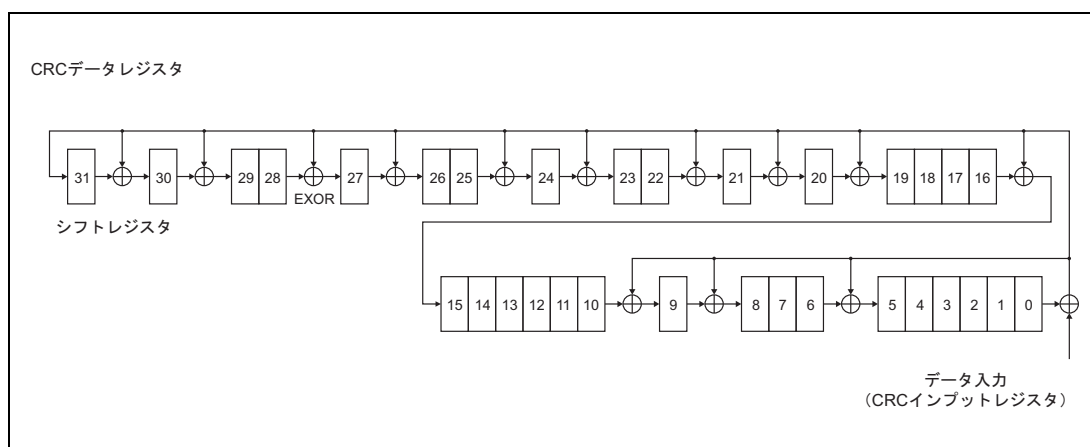 CRCデータレジスタ
31 30 29 28 27 26 25 24 23 22 21 20 19 18 17 16
EXOR
シフトレジスタ
15 14 13 12 11 10 9 8 7 6 5 4 3 2 1 0
データ入力
（CRCインプットレジスタ）